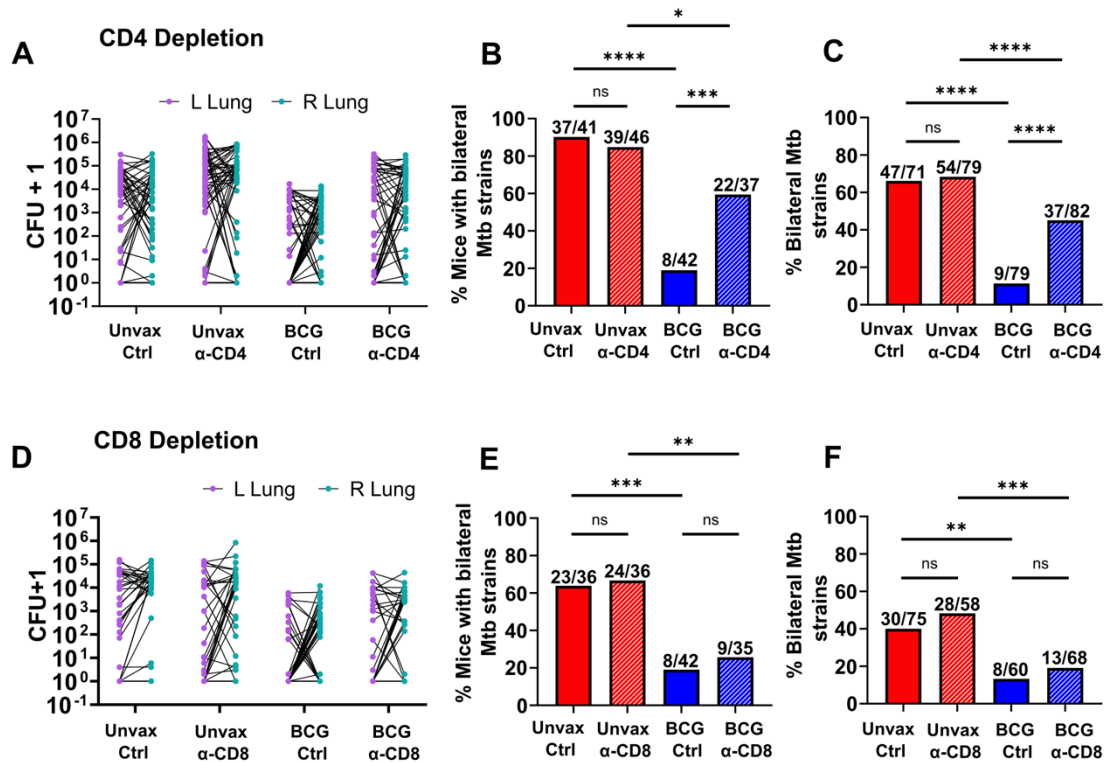 CD4 Depletion
A
L Lung
R Lung
CFU + 1
10^7
10^6
10^5
10^4
10^3
10^2
10^1
10^0
10^-1
Unvax
Ctrl
Unvax
α-CD4
BCG
Ctrl
BCG
α-CD4
B
*
****
ns
***
% Mice with bilateral
Mtb strains
100
80
60
40
20
0
37/41
39/46
8/42
22/37
Unvax
Ctrl
Unvax
α-CD4
BCG
Ctrl
BCG
α-CD4
C
****
****
ns
****
% Bilateral Mtb
strains
100
80
60
40
20
0
47/71
54/79
9/79
37/82
Unvax
Ctrl
Unvax
α-CD4
BCG
Ctrl
BCG
α-CD4
CD8 Depletion
D
L Lung
R Lung
CFU+1
10^7
10^6
10^5
10^4
10^3
10^2
10^1
10^0
10^-1
Unvax
Ctrl
Unvax
α-CD8
BCG
Ctrl
BCG
α-CD8
E
**
***
ns
ns
% Mice with bilateral
Mtb strains
100
80
60
40
20
0
23/36
24/36
8/42
9/35
Unvax
Ctrl
Unvax
α-CD8
BCG
Ctrl
BCG
α-CD8
F
***
**
ns
ns
% Bilateral Mtb
strains
100
80
60
40
20
0
30/75
28/58
8/60
13/68
Unvax
Ctrl
Unvax
α-CD8
BCG
Ctrl
BCG
α-CD8